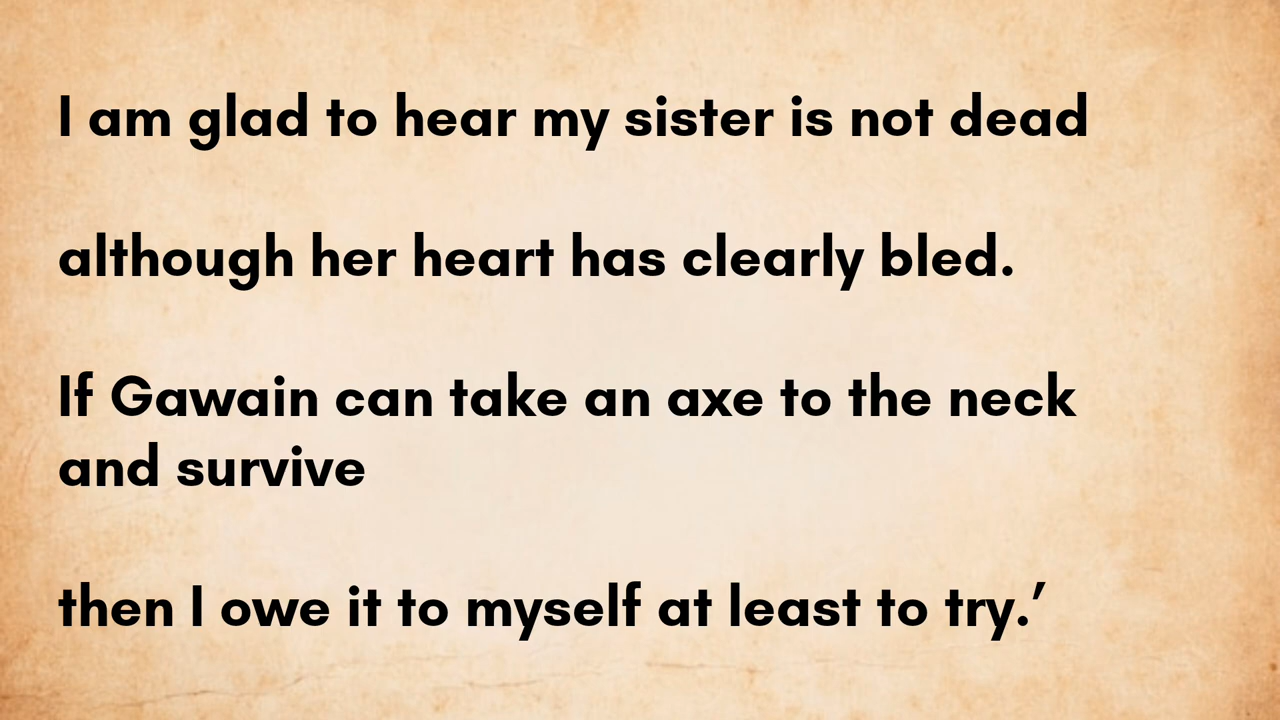 I am glad to hear my sister is not dead
although her heart has clearly bled.
If Gawain can take an axe to the neck
and survive
then I owe it to myself at least to try.’